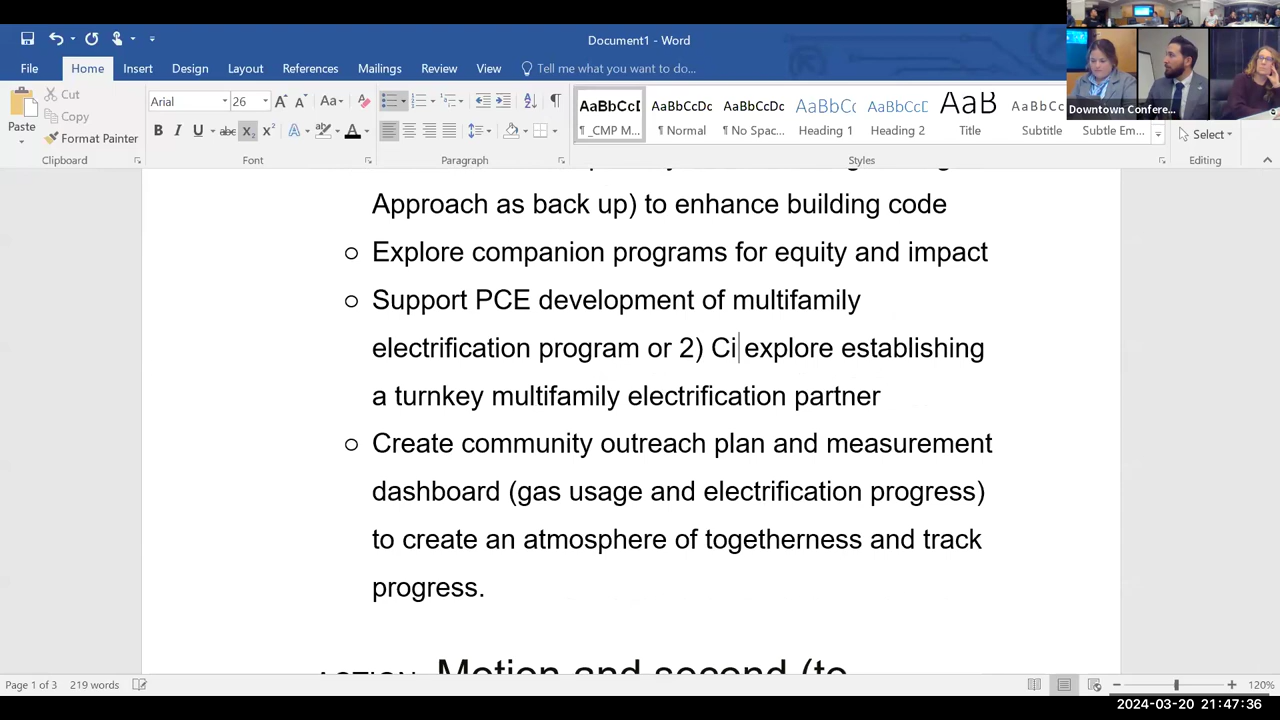 Document1 - Word
File Home Insert Design Layout References Mailings Review View Tell me what you want to do...
Paste
Cut
Copy
Format Painter
Arial 26
AaBbCcI AaBbCcDc AaBbCcDc AaBbCc AaBbCcI AaB AaBbCc
¶ _CMP M... ¶ Normal ¶ No Spac... Heading 1 Heading 2 Title Subtitle Subtle Em...
Select
Clipboard Font Paragraph Styles Editing
Downtown Confere...
Approach as back up) to enhance building code
○ Explore companion programs for equity and impact
○ Support PCE development of multifamily
electrification program or 2) Ci explore establishing
a turnkey multifamily electrification partner
○ Create community outreach plan and measurement
dashboard (gas usage and electrification progress)
to create an atmosphere of togetherness and track
progress.
ACTION Motion and second (to
Page 1 of 3 219 words 120%
2024-03-20 21:47:36